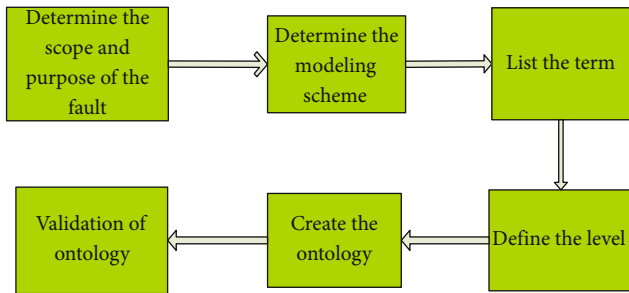 Determine the
scope and
purpose of the
fault
Determine the
modeling
scheme
List the term
Define the level
Create the
ontology
Validation of
ontology